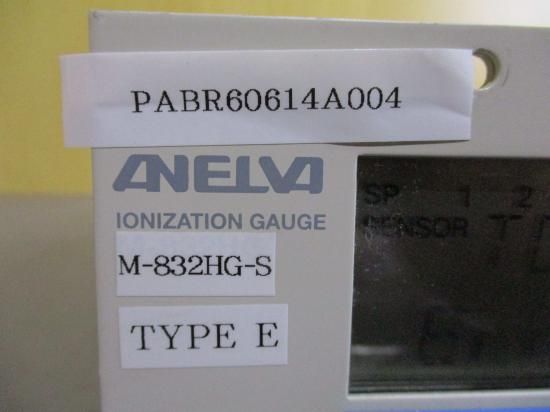 PABR60614A004
ANELVA
IONIZATION GAUGE
M-832HG-S
TYPE E
SP 1 2
SENSOR